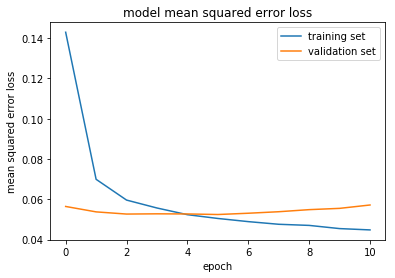 model mean squared error loss
training set
validation set
0.14
0.12
0.10
0.08
0.06
0.04
mean squared error loss
0 2 4 6 8 10
epoch